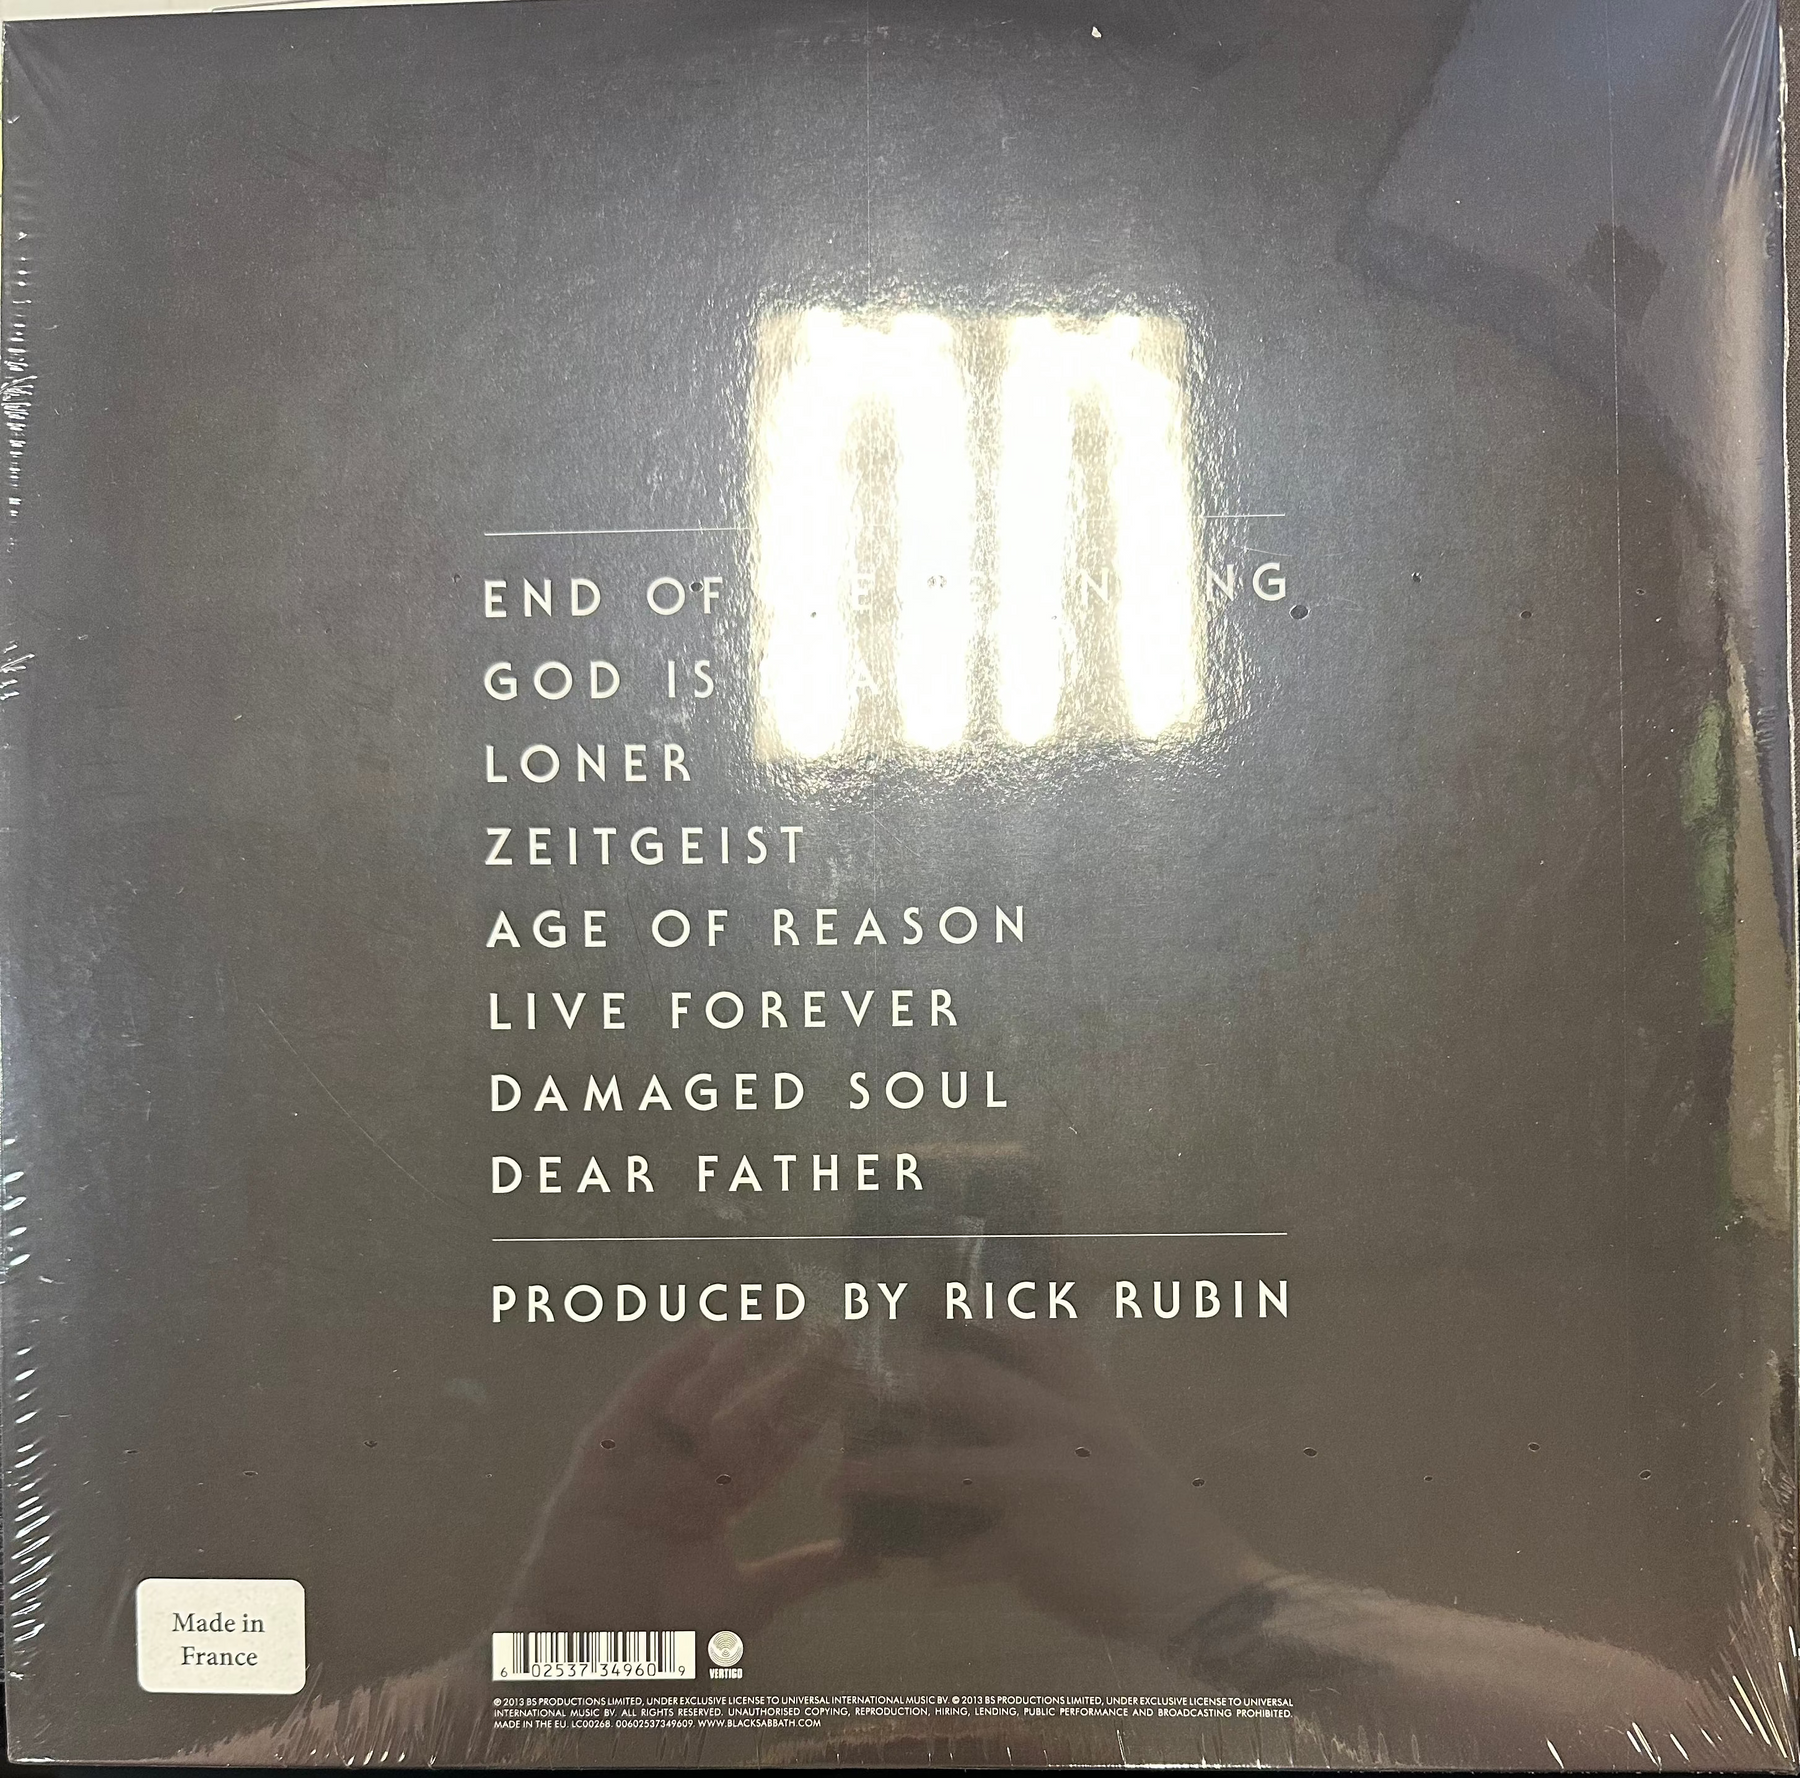 END OF
GOD IS
LONER
ZEITGEIST
AGE OF REASON
LIVE FOREVER
DAMAGED SOUL
DEAR FATHER
PRODUCED BY RICK RUBIN
Made in
France
6 02537 34960 9
VERTIGO
℗ 2013 BS PRODUCTIONS LIMITED, UNDER EXCLUSIVE LICENSE TO UNIVERSAL INTERNATIONAL MUSIC BV. © 2013 BS PRODUCTIONS LIMITED, UNDER EXCLUSIVE LICENSE TO UNIVERSAL
INTERNATIONAL MUSIC BV. ALL RIGHTS RESERVED. UNAUTHORISED COPYING, REPRODUCTION, HIRING, LENDING, PUBLIC PERFORMANCE AND BROADCASTING PROHIBITED.
MADE IN THE EU. LC00268. 00602537349609. WWW.BLACKSABBATH.COM